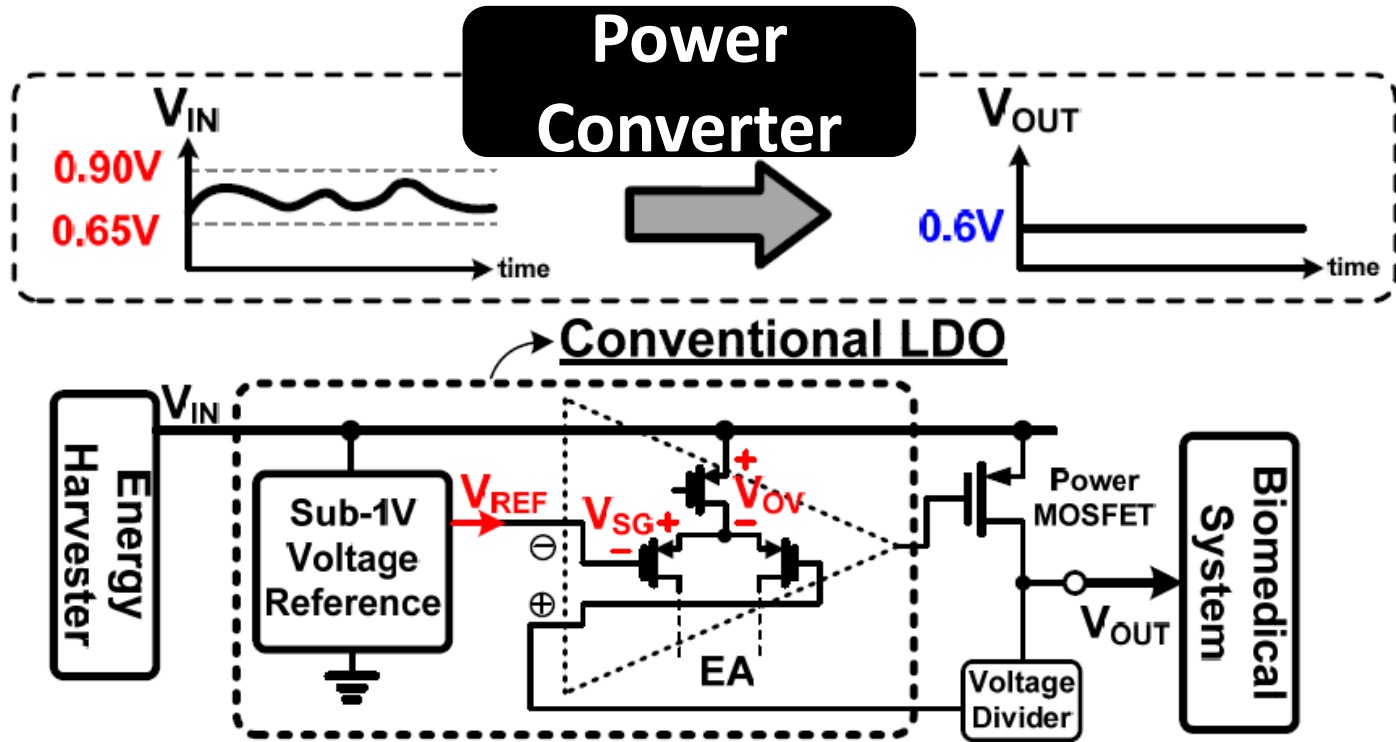 Power
Converter
VIN
0.90V
0.65V
time
VOUT
0.6V
time
Conventional LDO
Energy
Harvester
VIN
Sub-1V
Voltage
Reference
VREF
⊖
⊕
VSG
+
−
+
VOV
−
EA
Power
MOSFET
VOUT
Voltage
Divider
Biomedical
System